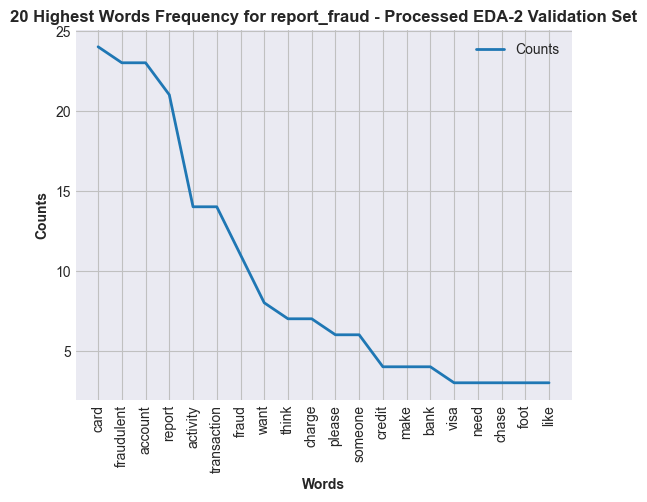 20 Highest Words Frequency for report_fraud - Processed EDA-2 Validation Set
Counts
25
20
15
10
5
Counts
card
fraudulent
account
report
activity
transaction
fraud
want
think
charge
please
someone
credit
make
bank
visa
need
chase
foot
like
Words